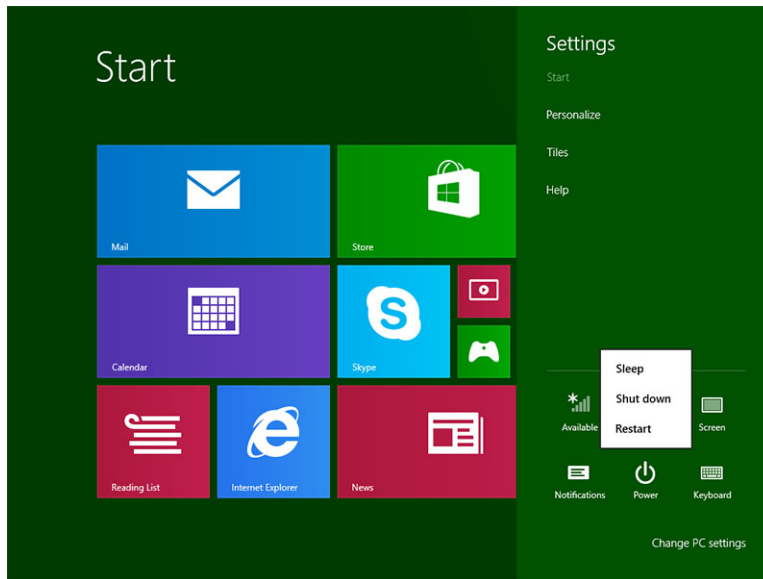 Start
Mail
Store
Calendar
Skype
Reading List
Internet Explorer
News
Settings
Start
Personalize
Tiles
Help
Sleep
Shut down
Restart
Available
Screen
Notifications
Power
Keyboard
Change PC settings